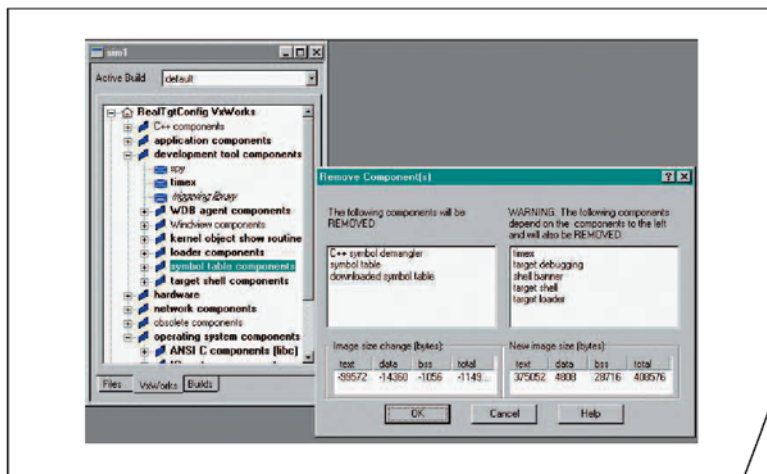 sim1
Active Build default
RealTgtConfig VxWorks
C++ components
application components
development tool components
spy
timex
triggering library
WDB agent components
Windview components
kernel object show routine
loader components
symbol table components
target shell components
hardware
network components
obsolete components
operating system components
ANSI C components (libc)
Files VxWorks Builds
Remove Component(s)
The following components will be
REMOVED
C++ symbol demangler
symbol table
downloaded symbol table
WARNING: The following components
depend on the components to the left
and will also be REMOVED
timex
target debugging
shell banner
target shell
target loader
Image size change (bytes):
text data bss total
-99572 -14360 -1056 -1149...
New image size (bytes):
text data bss total
375052 4808 28716 408576
OK Cancel Help